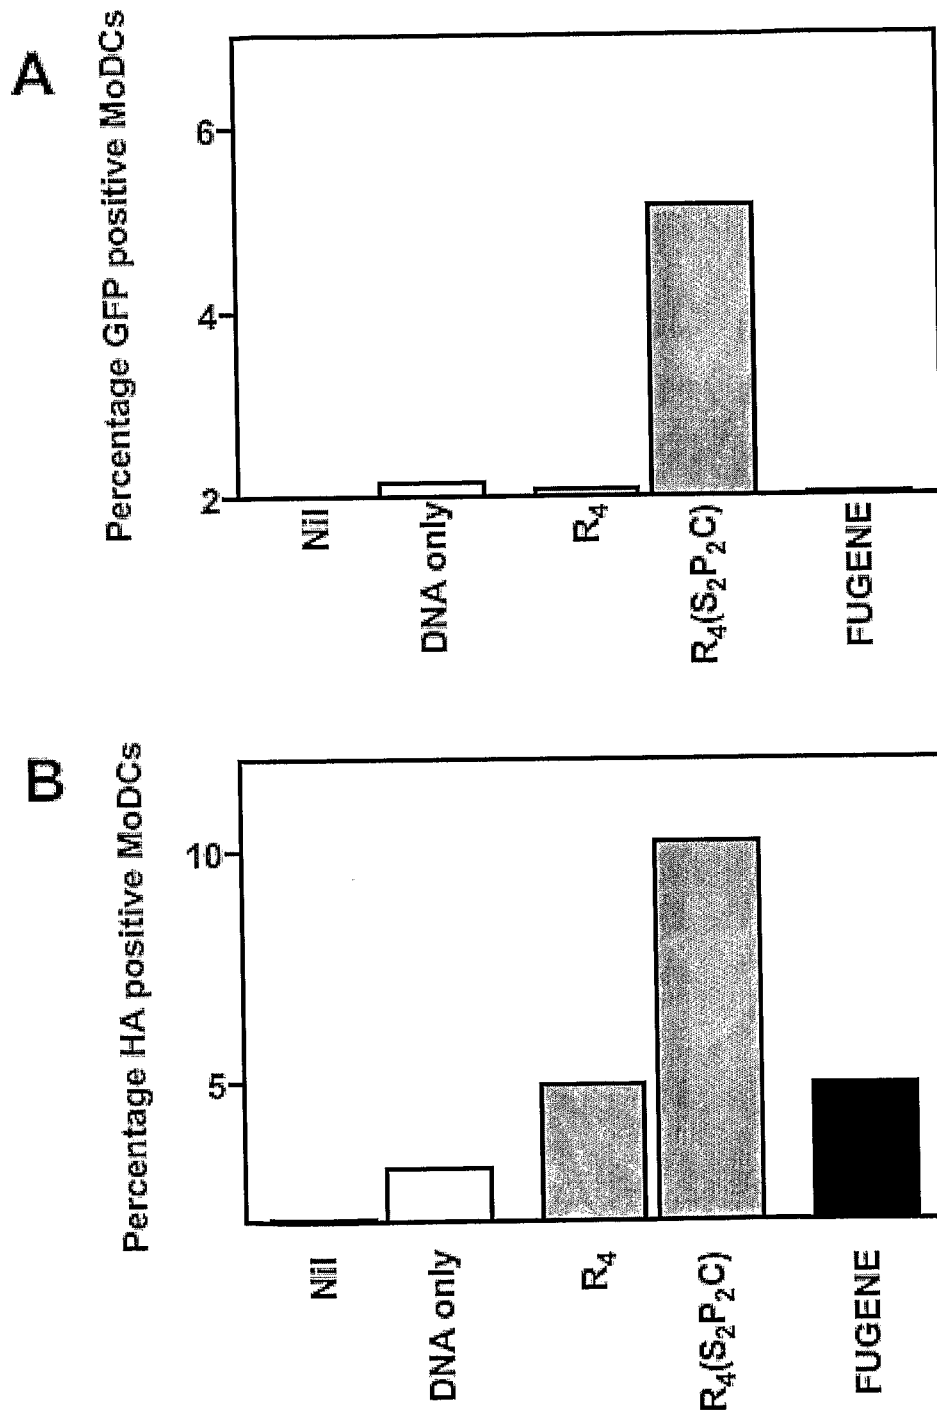 A
Percentage GFP positive MoDCs
6
4
2
Nil
DNA only
R₄
R₄(S₂P₂C)
FUGENE
B
Percentage HA positive MoDCs
10
5
Nil
DNA only
R₄
R₄(S₂P₂C)
FUGENE